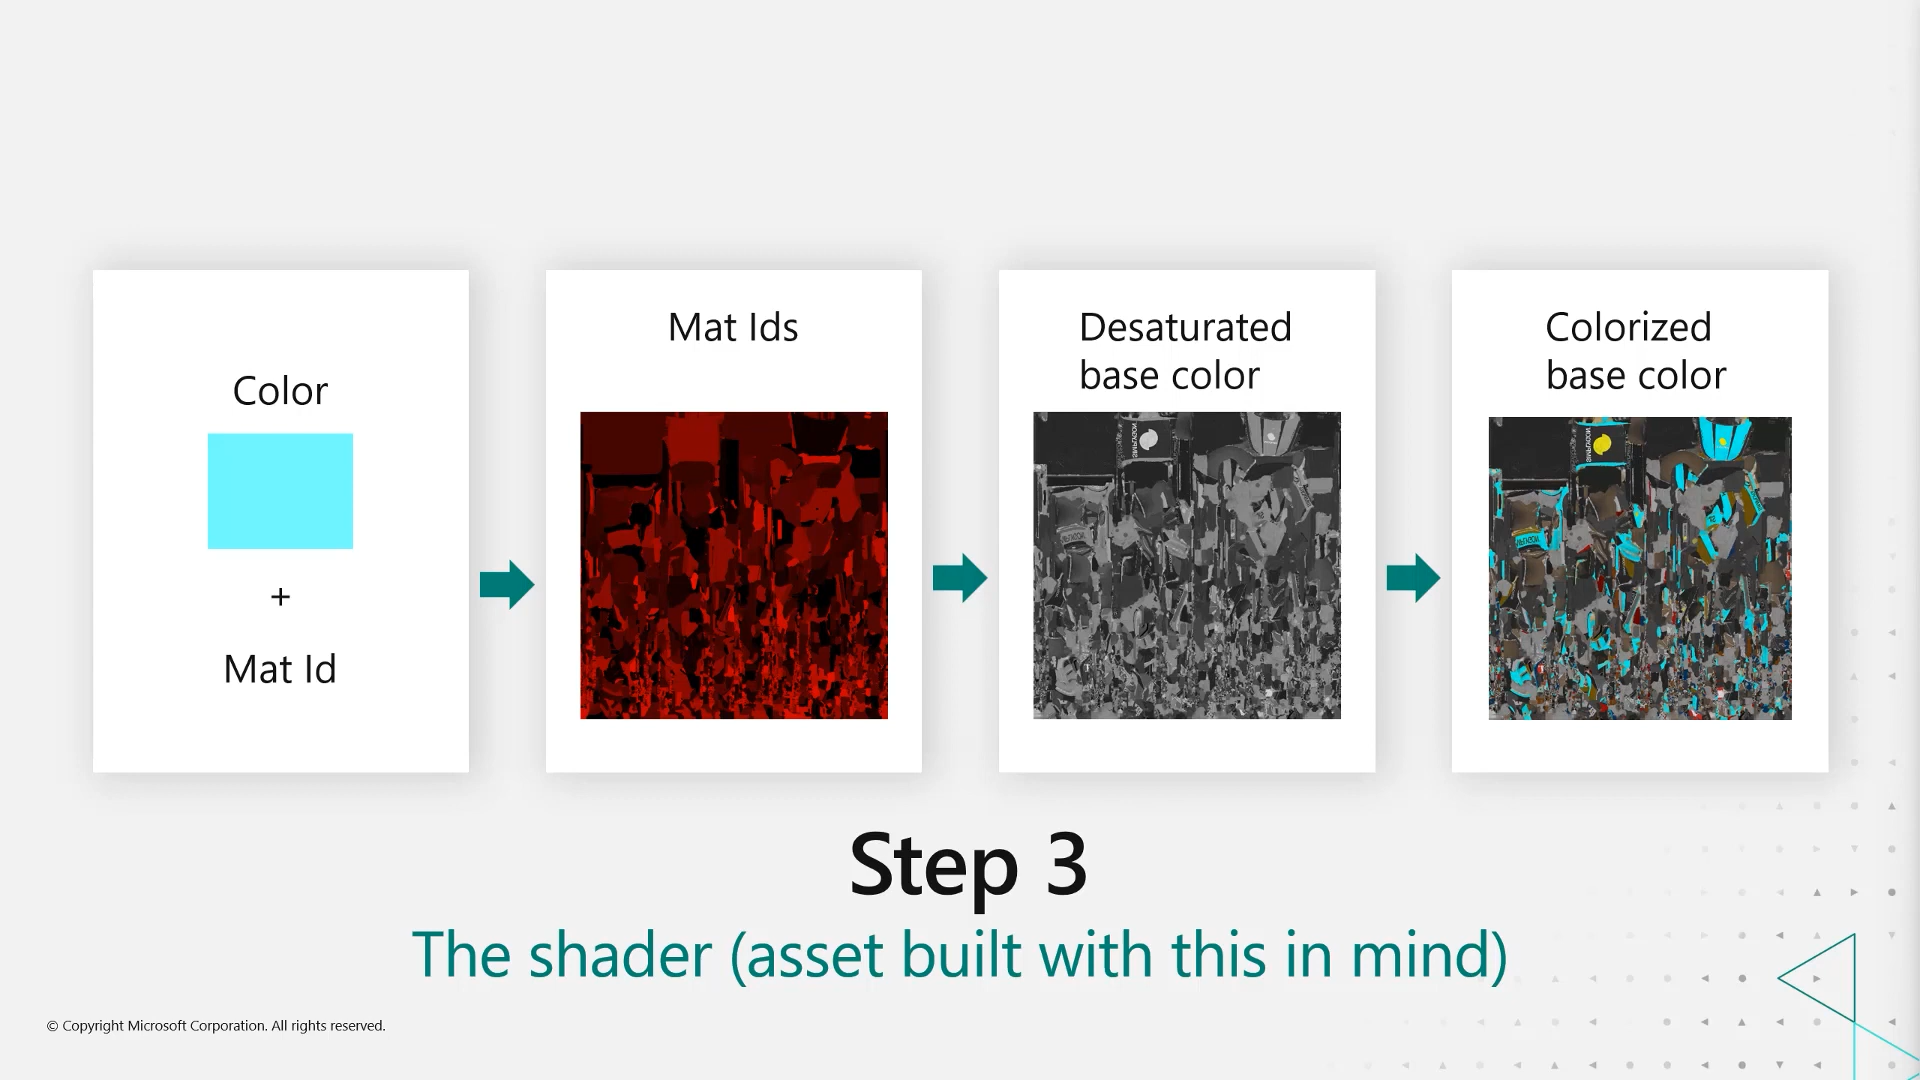 Color
+
Mat Id
Mat Ids
Desaturated
base color
Colorized
base color
Step 3
The shader (asset built with this in mind)
© Copyright Microsoft Corporation. All rights reserved.